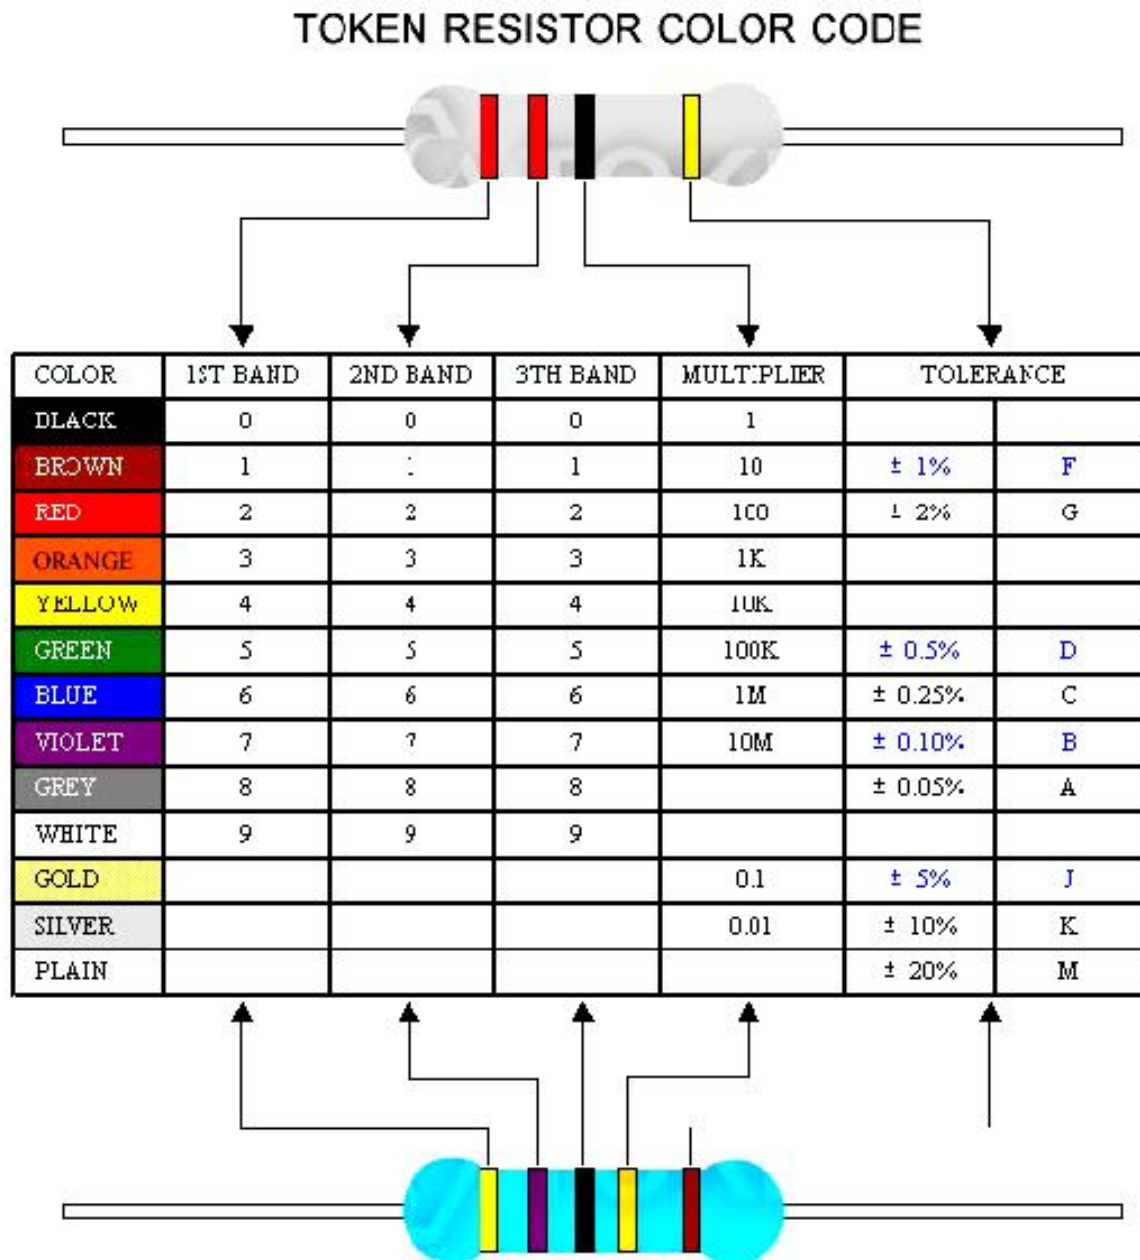 TOKEN RESISTOR COLOR CODE
COLOR 1ST BAND 2ND BAND 3TH BAND MULTIPLIER TOLERANCE
BLACK 0 0 0 1
BROWN 1 1 1 10 ± 1% F
RED 2 2 2 100 ± 2% G
ORANGE 3 3 3 1K
YELLOW 4 4 4 10K
GREEN 5 5 5 100K ± 0.5% D
BLUE 6 6 6 1M ± 0.25% C
VIOLET 7 7 7 10M ± 0.10% B
GREY 8 8 8 ± 0.05% A
WHITE 9 9 9
GOLD 0.1 ± 5% J
SILVER 0.01 ± 10% K
PLAIN ± 20% M